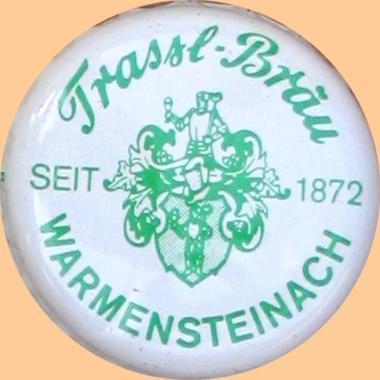 Trassl-Bräu
SEIT 1872
WARMENSTEINACH